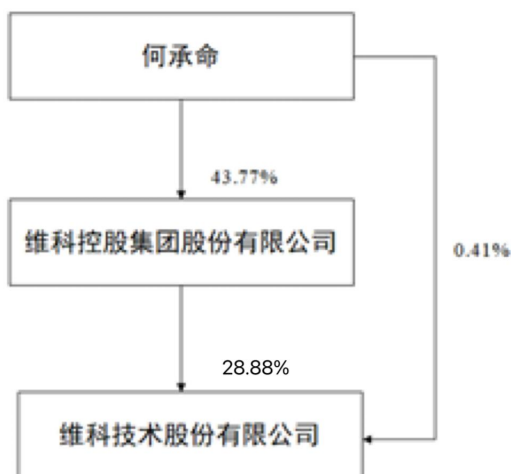 何承命
43.77%
维科控股集团股份有限公司
0.41%
28.88%
维科技术股份有限公司